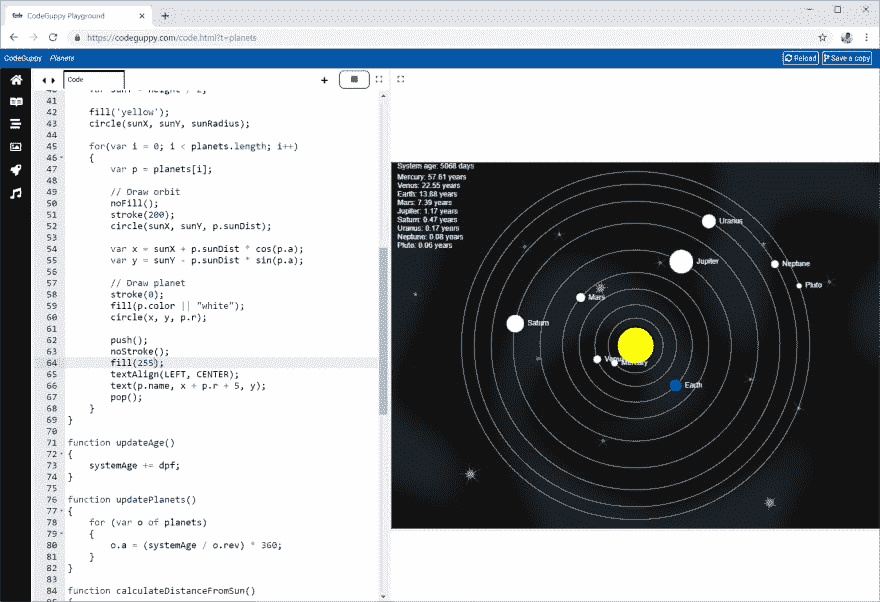 CodeGuppy Playground
https://codeguppy.com/code.html?t=planets
CodeGuppy Planets
Reload
Save a copy
Code
41
42 fill('yellow');
43 circle(sunX, sunY, sunRadius);
44
45 for(var i = 0; i < planets.length; i++)
46 {
47 var p = planets[i];
48
49 // Draw orbit
50 noFill();
51 stroke(200);
52 circle(sunX, sunY, p.sunDist);
53
54 var x = sunX + p.sunDist * cos(p.a);
55 var y = sunY - p.sunDist * sin(p.a);
56
57 // Draw planet
58 stroke(0);
59 fill(p.color || "white");
60 circle(x, y, p.r);
61
62 push();
63 noStroke();
64 fill(255);
65 textAlign(LEFT, CENTER);
66 text(p.name, x + p.r + 5, y);
67 pop();
68 }
69 }
70
71 function updateAge()
72 {
73 systemAge += dpf;
74 }
75
76 function updatePlanets()
77 {
78 for (var o of planets)
79 {
80 o.a = (systemAge / o.rev) * 360;
81 }
82 }
83
84 function calculateDistanceFromSun()
System age: 5068 days
Mercury: 57.61 years
Venus: 22.55 years
Earth: 13.88 years
Mars: 7.39 years
Jupiter: 1.17 years
Saturn: 0.47 years
Uranus: 0.17 years
Neptune: 0.08 years
Pluto: 0.06 years
Uranus
Jupiter
Neptune
Pluto
Mars
Saturn
Venus
Mercury
Earth